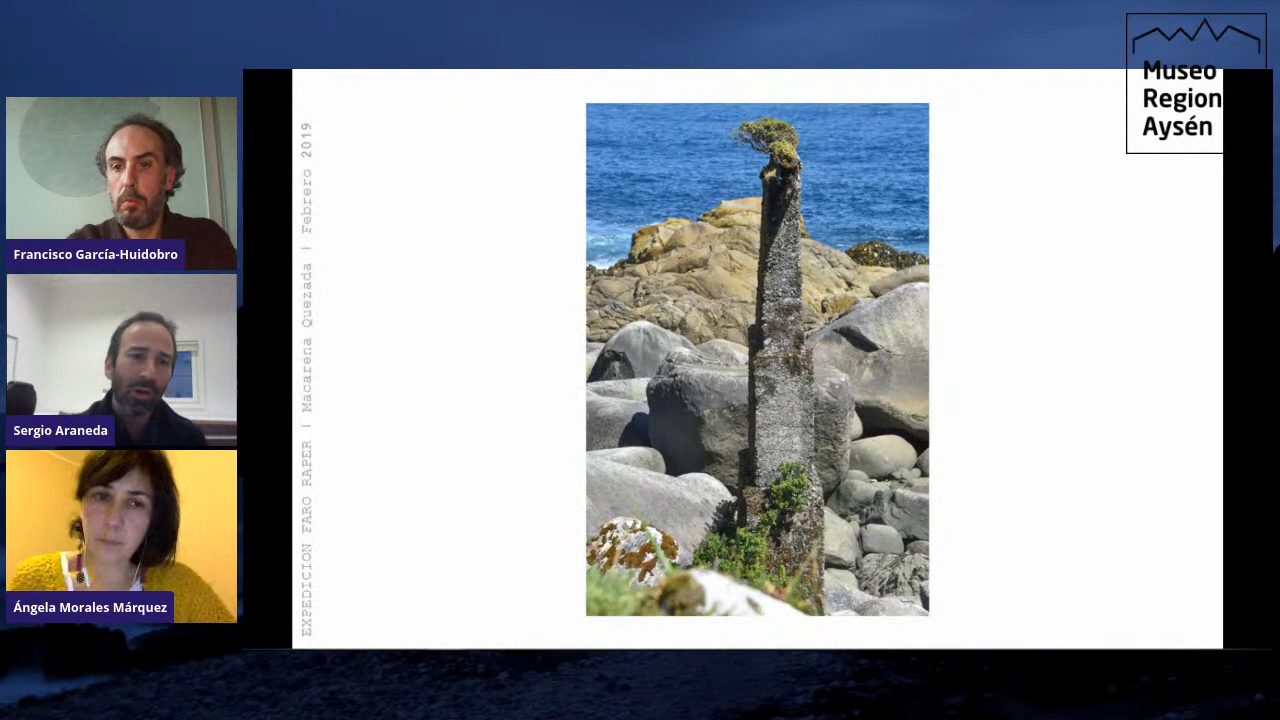 Museo
Region
Aysén
EXPEDICION FARO RAPER | Macarena Quezada | Febrero 2019
Francisco García-Huidobro
Sergio Araneda
Ángela Morales Márquez